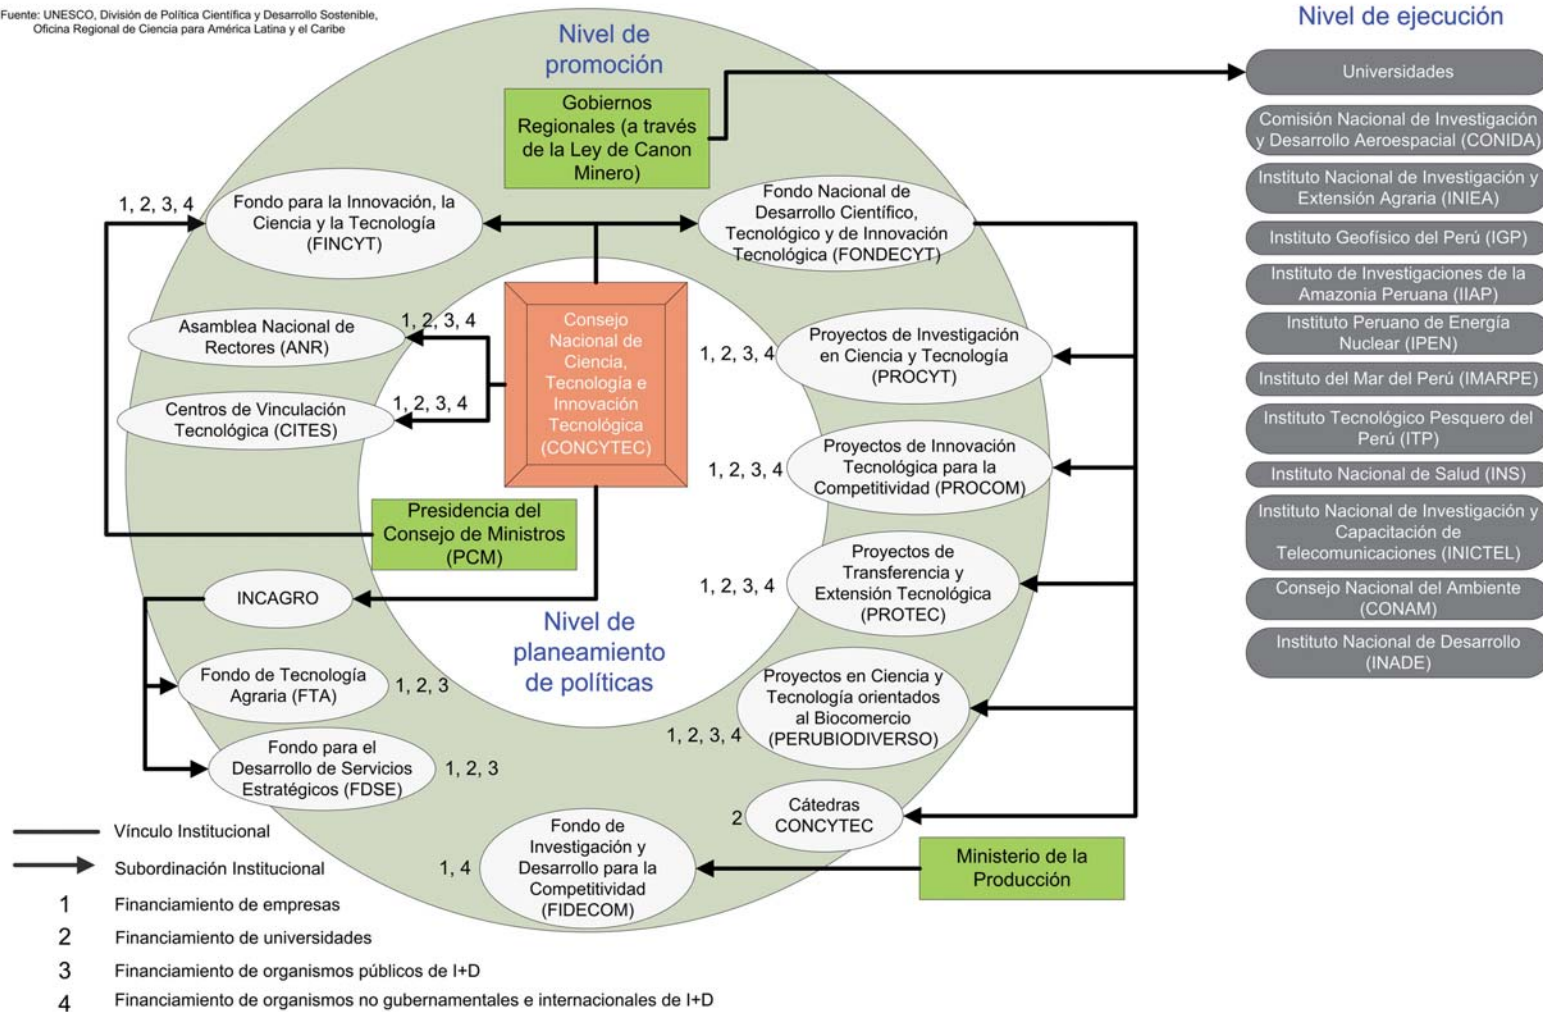 Fuente: UNESCO, División de Política Científica y Desarrollo Sostenible,
Oficina Regional de Ciencia para América Latina y el Caribe
Nivel de
promoción
Gobiernos
Regionales (a través
de la Ley de Canon
Minero)
1, 2, 3, 4
Fondo para la Innovación, la
Ciencia y la Tecnología
(FINCYT)
Fondo Nacional de
Desarrollo Científico,
Tecnológico y de Innovación
Tecnológica (FONDECYT)
Asamblea Nacional de
Rectores (ANR)
1, 2, 3, 4
Centros de Vinculación
Tecnológica (CITES)
1, 2, 3, 4
Consejo
Nacional de
Ciencia,
Tecnología e
Innovación
Tecnológica
(CONCYTEC)
1, 2, 3, 4
Proyectos de Investigación
en Ciencia y Tecnología
(PROCYT)
1, 2, 3, 4
Proyectos de Innovación
Tecnológica para la
Competitividad (PROCOM)
Presidencia del
Consejo de Ministros
(PCM)
1, 2, 3, 4
Proyectos de
Transferencia y
Extensión Tecnológica
(PROTEC)
INCAGRO
Nivel de
planeamiento
de políticas
Fondo de Tecnología
Agraria (FTA)
1, 2, 3
Proyectos en Ciencia y
Tecnología orientados
al Biocomercio
(PERUBIODIVERSO)
1, 2, 3, 4
Fondo para el
Desarrollo de Servicios
Estratégicos (FDSE)
1, 2, 3
2
Cátedras
CONCYTEC
1, 4
Fondo de
Investigación y
Desarrollo para la
Competitividad
(FIDECOM)
Ministerio de la
Producción
Vínculo Institucional
Subordinación Institucional
1 Financiamiento de empresas
2 Financiamiento de universidades
3 Financiamiento de organismos públicos de I+D
4 Financiamiento de organismos no gubernamentales e internacionales de I+D
Nivel de ejecución
Universidades
Comisión Nacional de Investigación
y Desarrollo Aeroespacial (CONIDA)
Instituto Nacional de Investigación y
Extensión Agraria (INIEA)
Instituto Geofísico del Perú (IGP)
Instituto de Investigaciones de la
Amazonia Peruana (IIAP)
Instituto Peruano de Energía
Nuclear (IPEN)
Instituto del Mar del Perú (IMARPE)
Instituto Tecnológico Pesquero del
Perú (ITP)
Instituto Nacional de Salud (INS)
Instituto Nacional de Investigación y
Capacitación de
Telecomunicaciones (INICTEL)
Consejo Nacional del Ambiente
(CONAM)
Instituto Nacional de Desarrollo
(INADE)